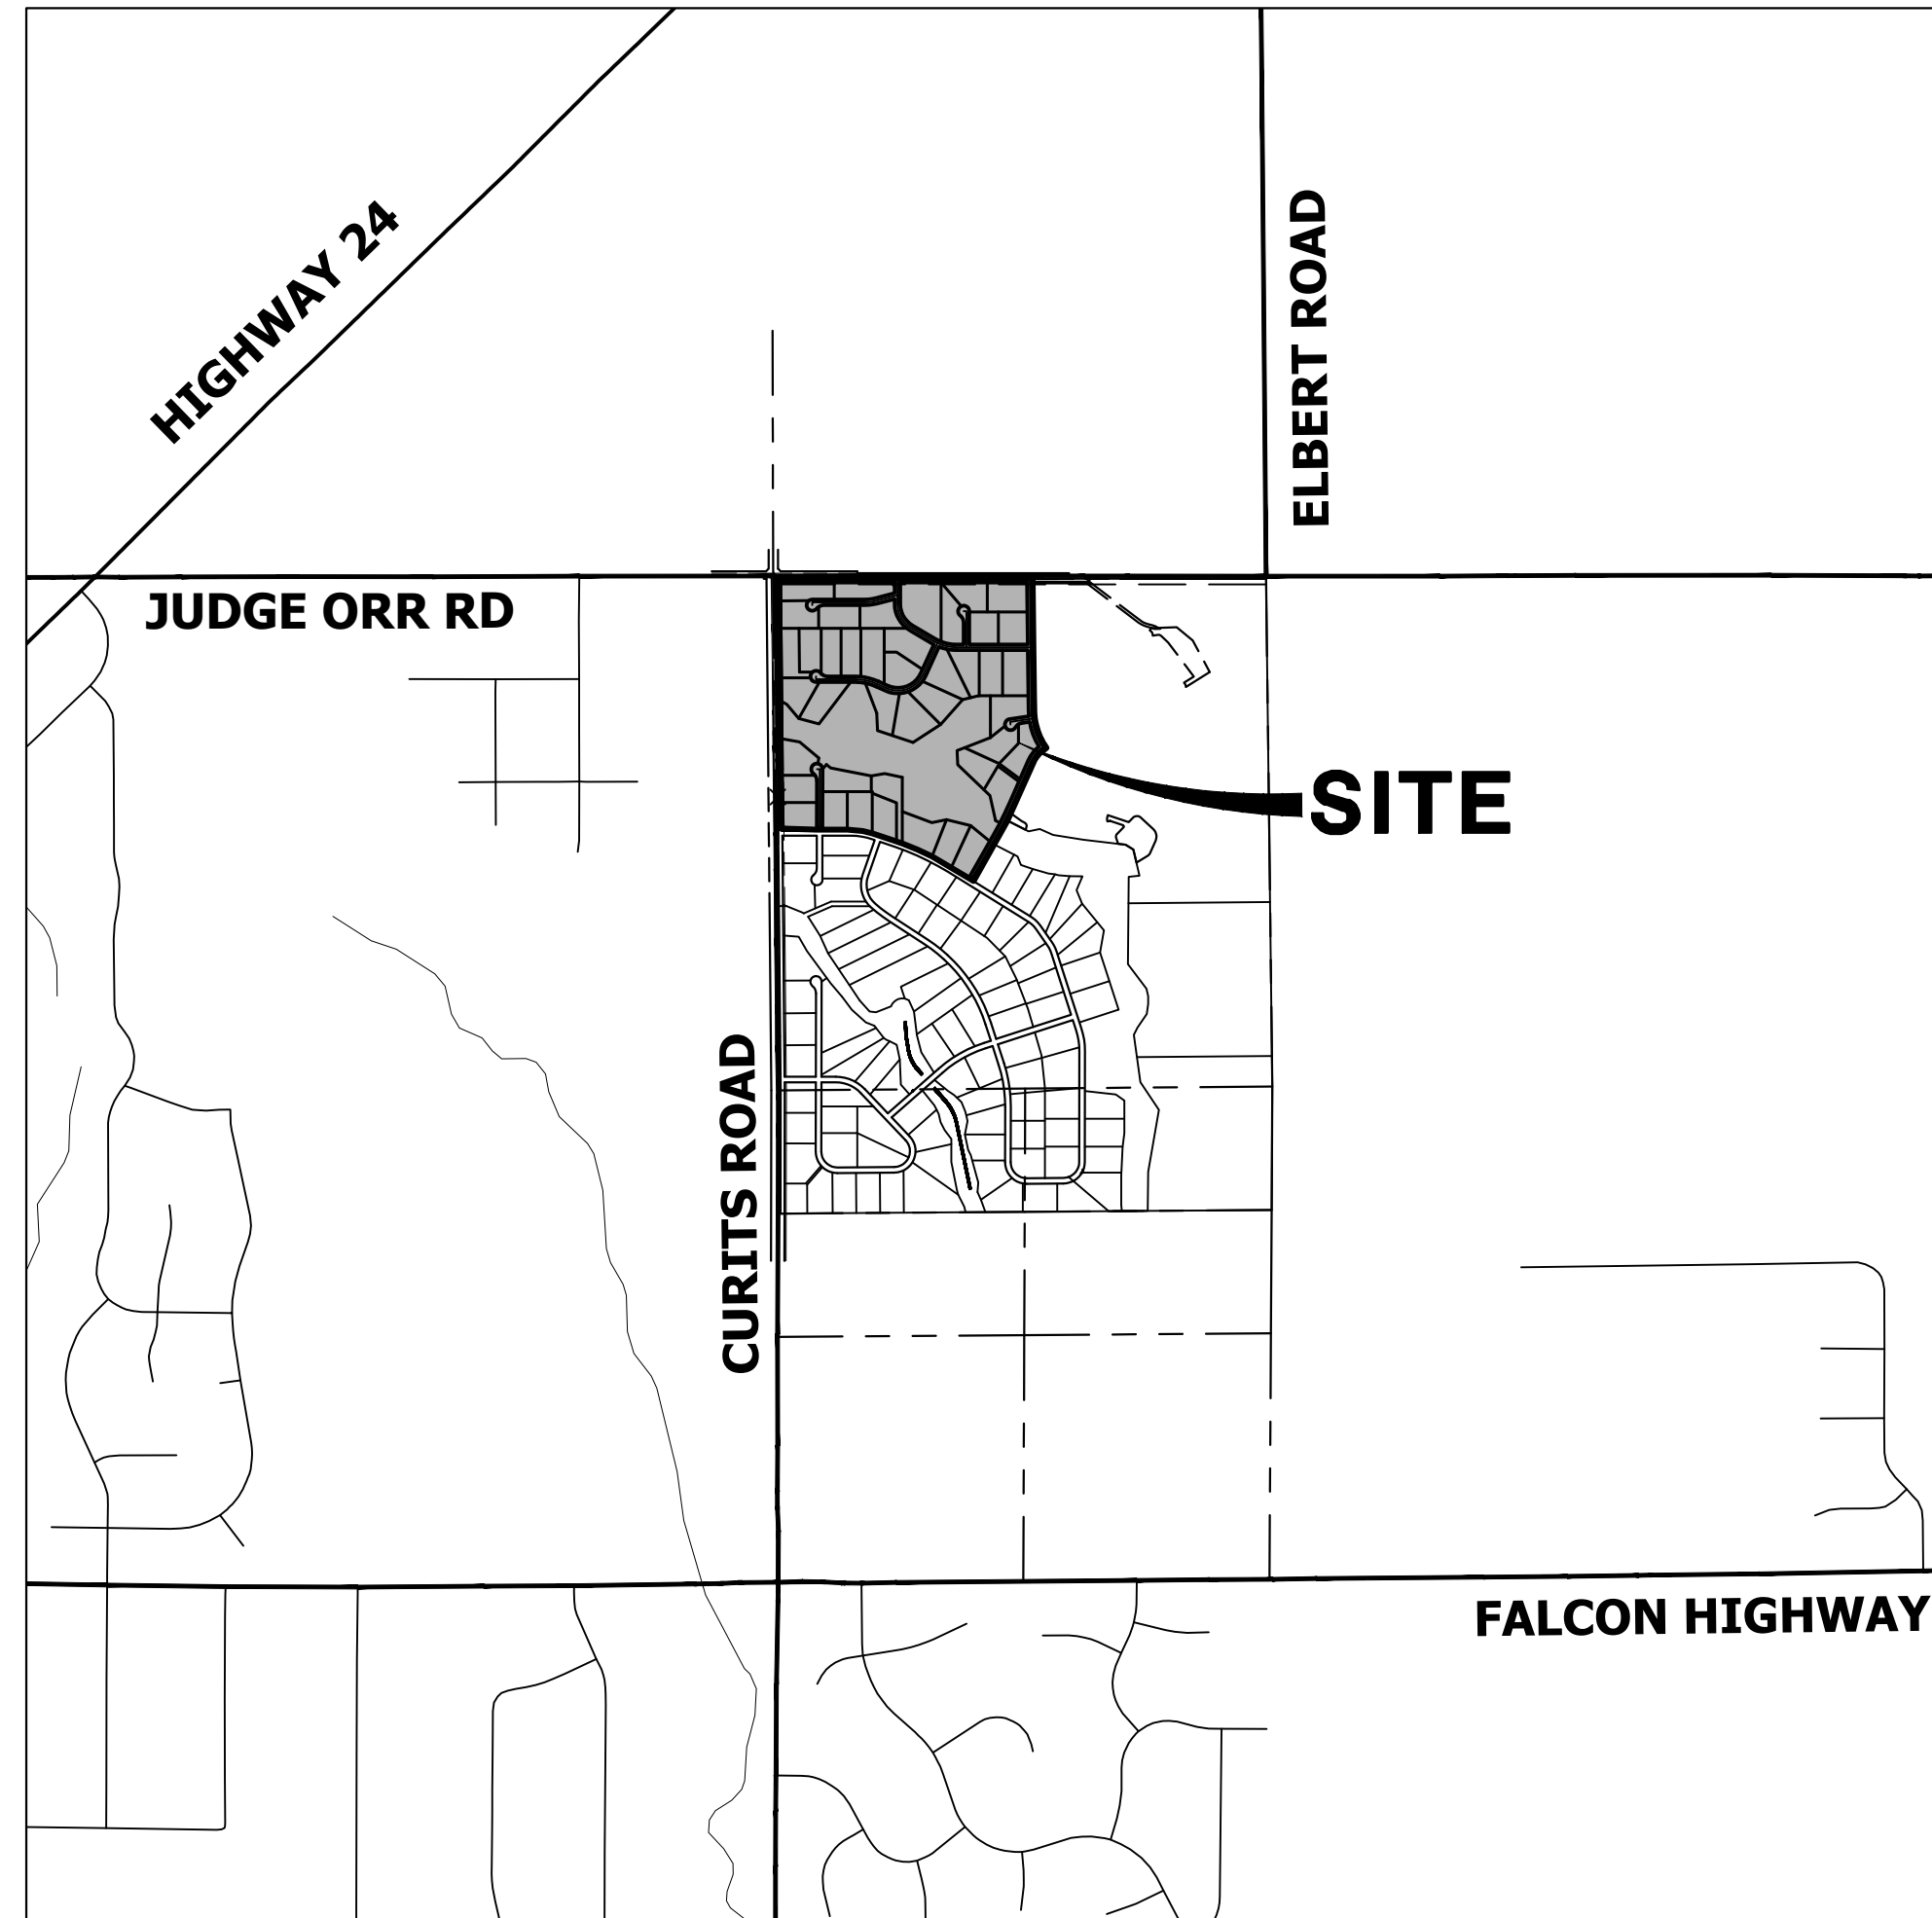 HIGHWAY 24
ELBERT ROAD
JUDGE ORR RD
SITE
CURITS ROAD
FALCON HIGHWAY